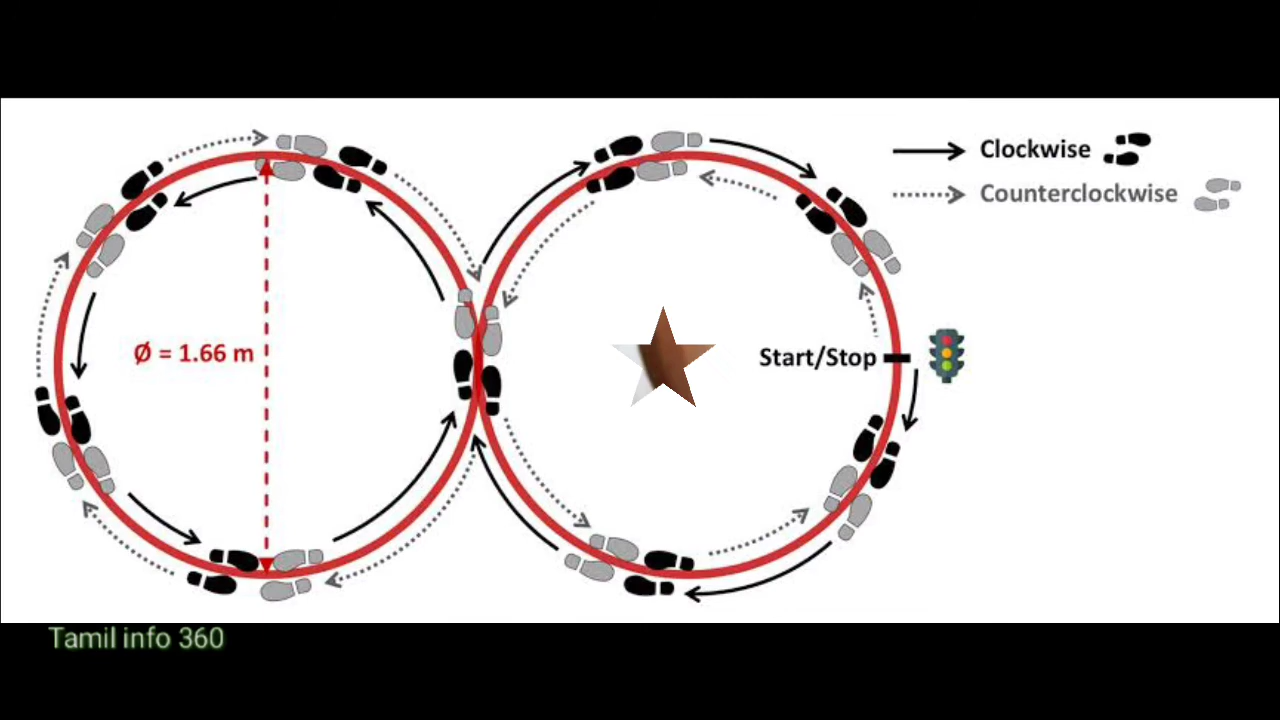 Clockwise
Counterclockwise
Ø = 1.66 m
Start/Stop
Tamil info 360